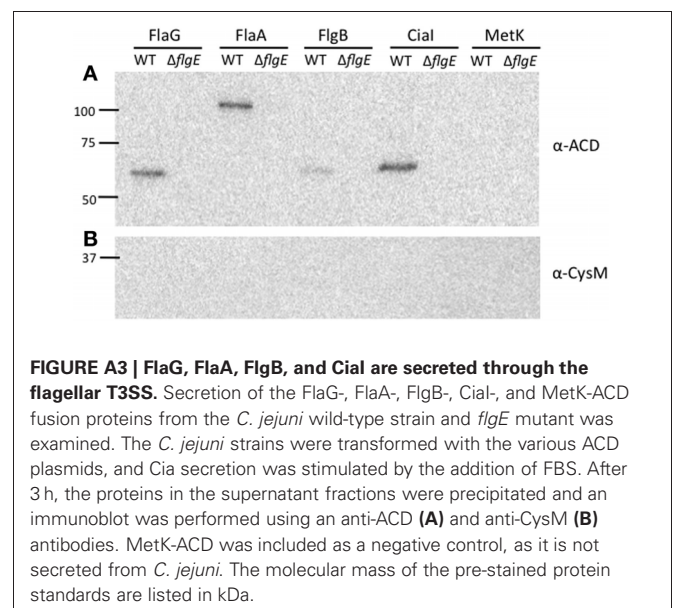 FlaG FlaA FlgB CiaI MetK
WT ΔflgE WT ΔflgE WT ΔflgE WT ΔflgE WT ΔflgE
A
100
75
α-ACD
50
B
37
α-CysM
FIGURE A3 | FlaG, FlaA, FlgB, and CiaI are secreted through the
flagellar T3SS. Secretion of the FlaG-, FlaA-, FlgB-, CiaI-, and MetK-ACD
fusion proteins from the C. jejuni wild-type strain and flgE mutant was
examined. The C. jejuni strains were transformed with the various ACD
plasmids, and Cia secretion was stimulated by the addition of FBS. After
3 h, the proteins in the supernatant fractions were precipitated and an
immunoblot was performed using an anti-ACD (A) and anti-CysM (B)
antibodies. MetK-ACD was included as a negative control, as it is not
secreted from C. jejuni. The molecular mass of the pre-stained protein
standards are listed in kDa.